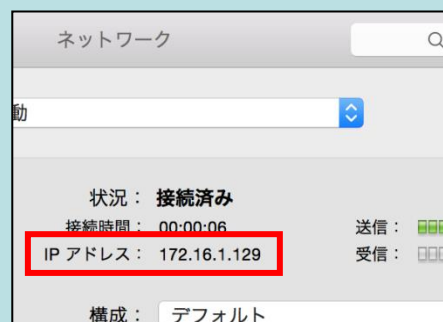 ネットワーク
動
状況： 接続済み
接続時間： 00:00:06
送信：
IP アドレス： 172.16.1.129
受信：
構成： デフォルト